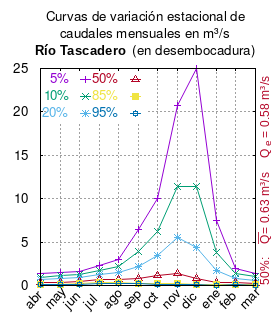 Curvas de variación estacional de
caudales mensuales en m³/s
Río Tascadero (en desembocadura)
25
20
15
10
5
0
5% 50%
10% 85%
20% 95%
abr may jun jul ago sep oct nov dic ene feb mar
50%: Q=0.63 m³/s Q e = 0.58 m³/s